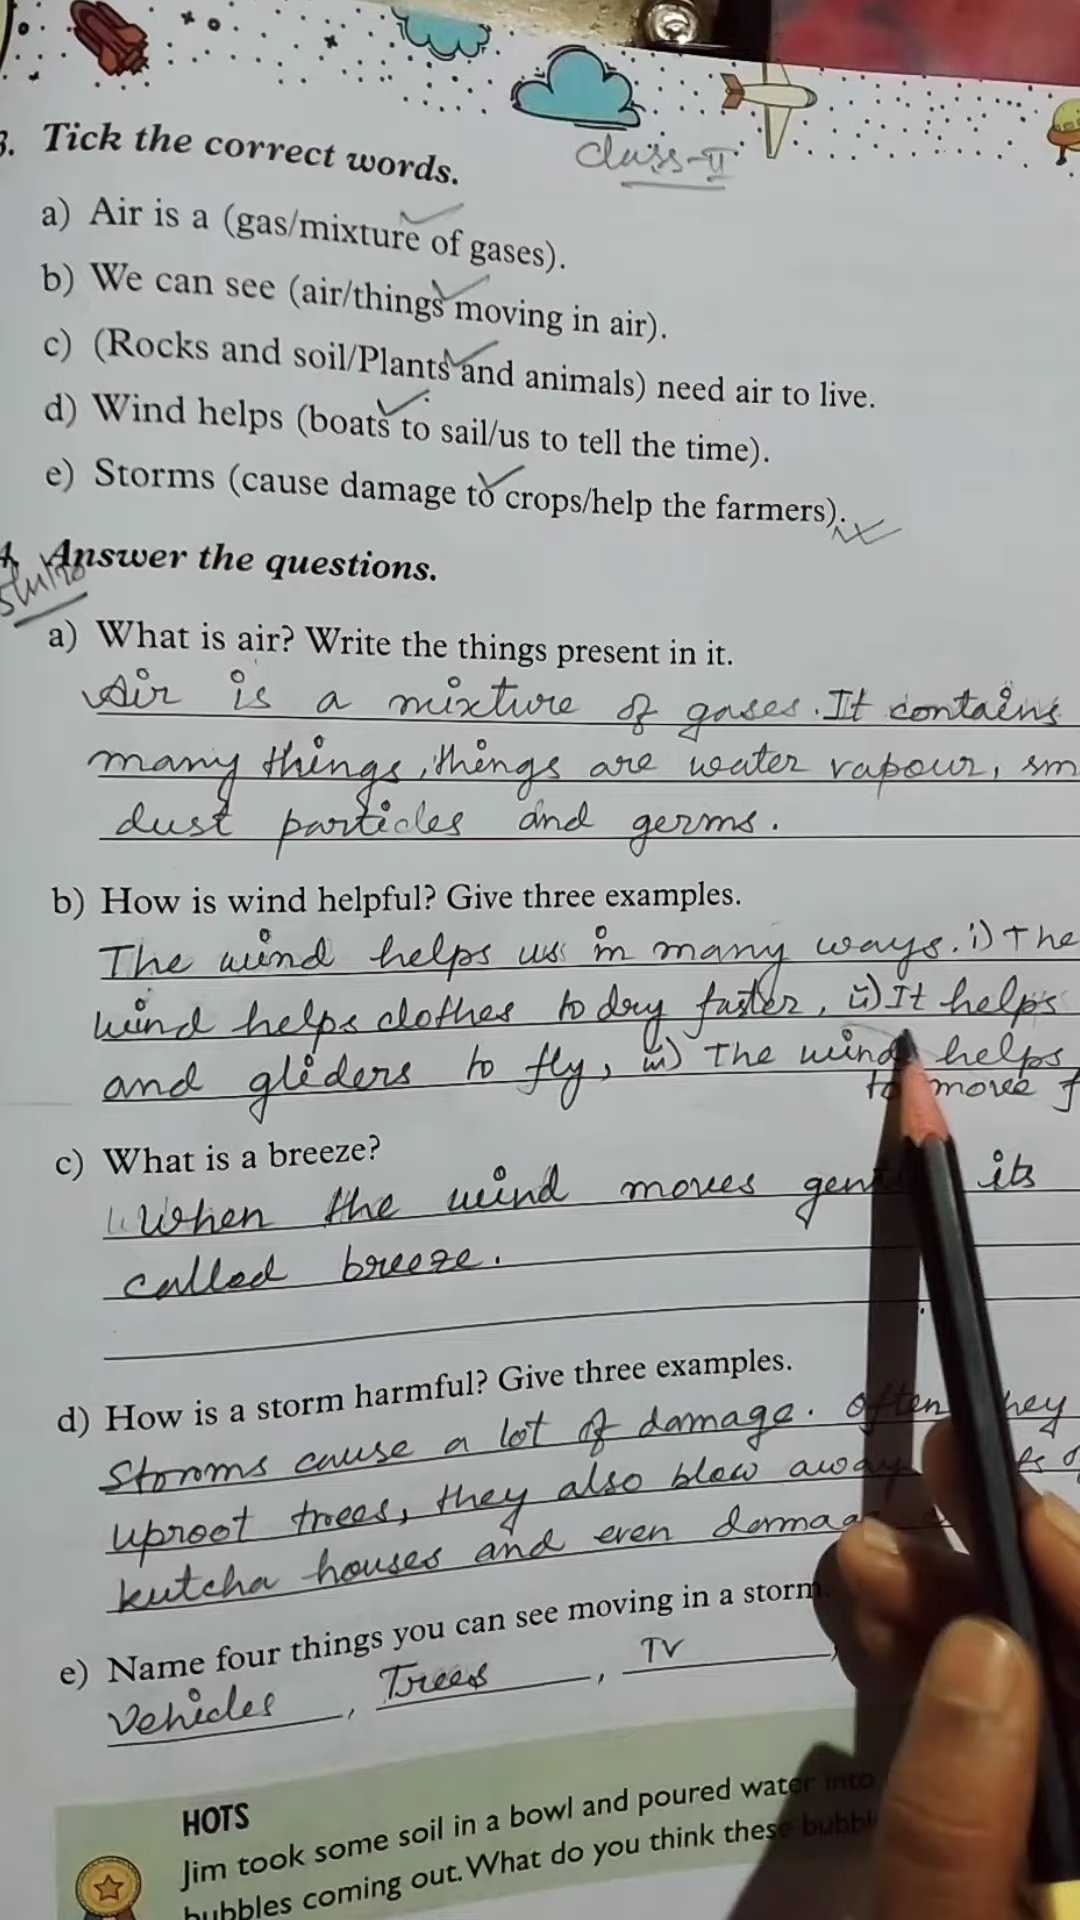 3. Tick the correct words.
Class-II
a) Air is a (gas/mixture of gases).
b) We can see (air/things moving in air).
c) (Rocks and soil/Plants and animals) need air to live.
d) Wind helps (boats to sail/us to tell the time).
e) Storms (cause damage to crops/help the farmers).
4. Answer the questions.
a) What is air? Write the things present in it.
Air is a mixture of gases. It contains
many things, things are water vapour, sm
dust particles and germs.
b) How is wind helpful? Give three examples.
The wind helps us in many ways. i) The
wind helps clothes to dry faster, ii) It helps
and gliders to fly, iii) The wind helps
to move f
c) What is a breeze?
When the wind moves its
called breeze.
d) How is a storm harmful? Give three examples.
Storms cause a lot of damage. Often they
uproot trees, they also blow away
kutcha houses and even damag
e) Name four things you can see moving in a storm.
Vehicles, Trees, TV
HOTS
Jim took some soil in a bowl and poured water into
bubbles coming out. What do you think these bubbl